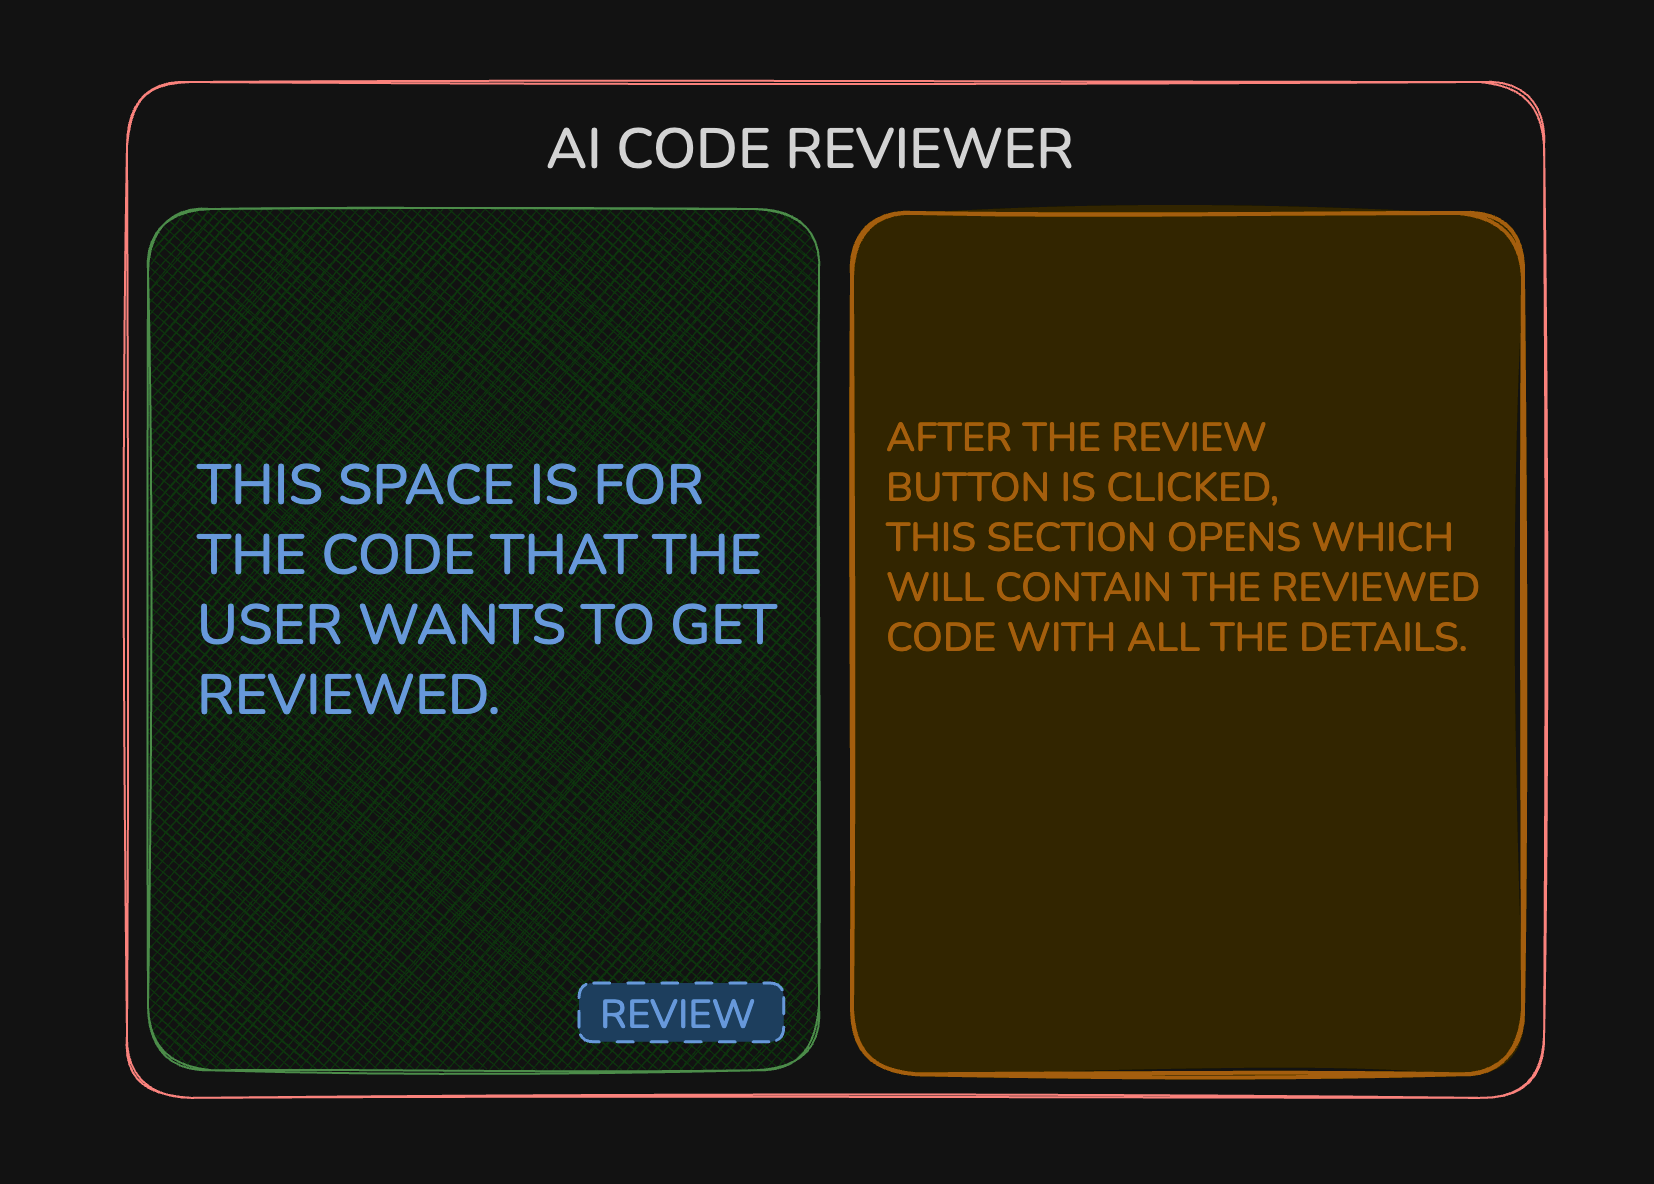 AI CODE REVIEWER
THIS SPACE IS FOR
THE CODE THAT THE
USER WANTS TO GET
REVIEWED.
REVIEW
AFTER THE REVIEW
BUTTON IS CLICKED,
THIS SECTION OPENS WHICH
WILL CONTAIN THE REVIEWED
CODE WITH ALL THE DETAILS.